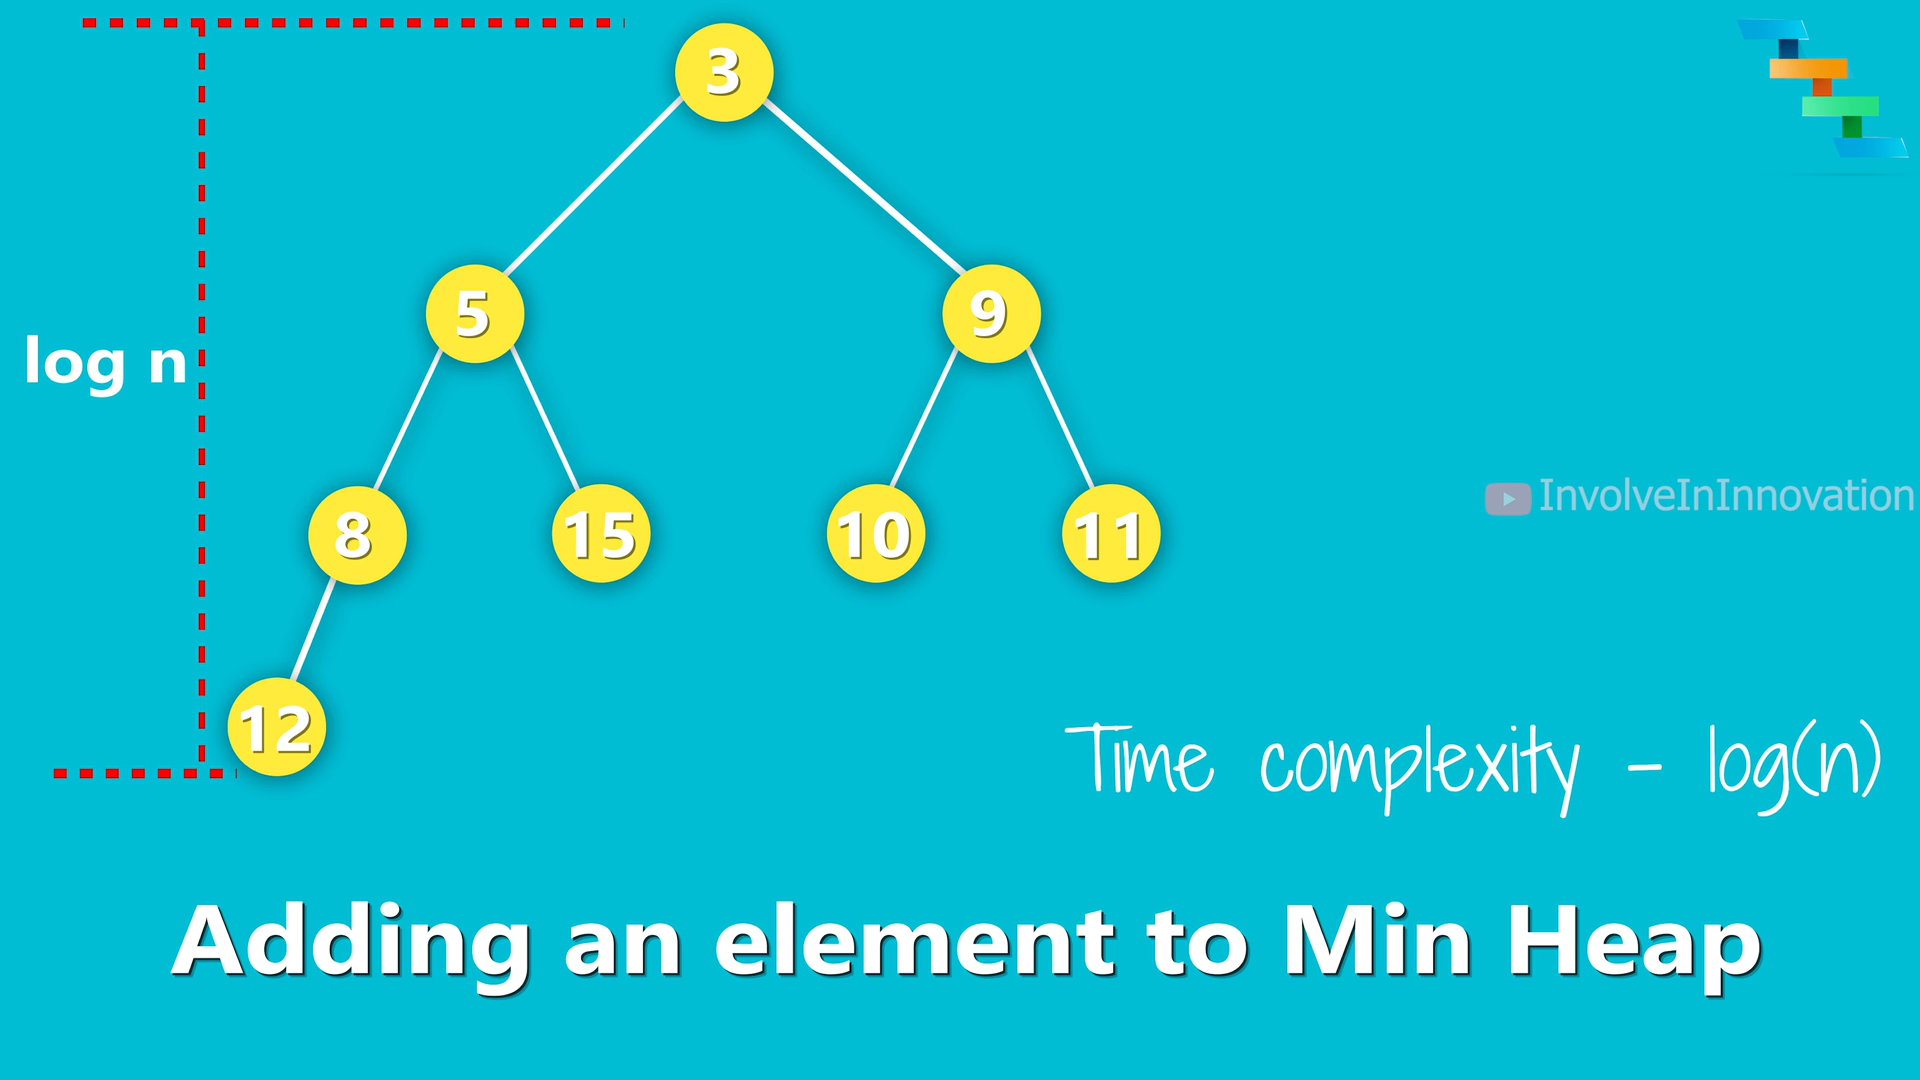 3
5
9
log n
InvolveInInnovation
8
15
10
11
12
Time complexity - log(n)
Adding an element to Min Heap